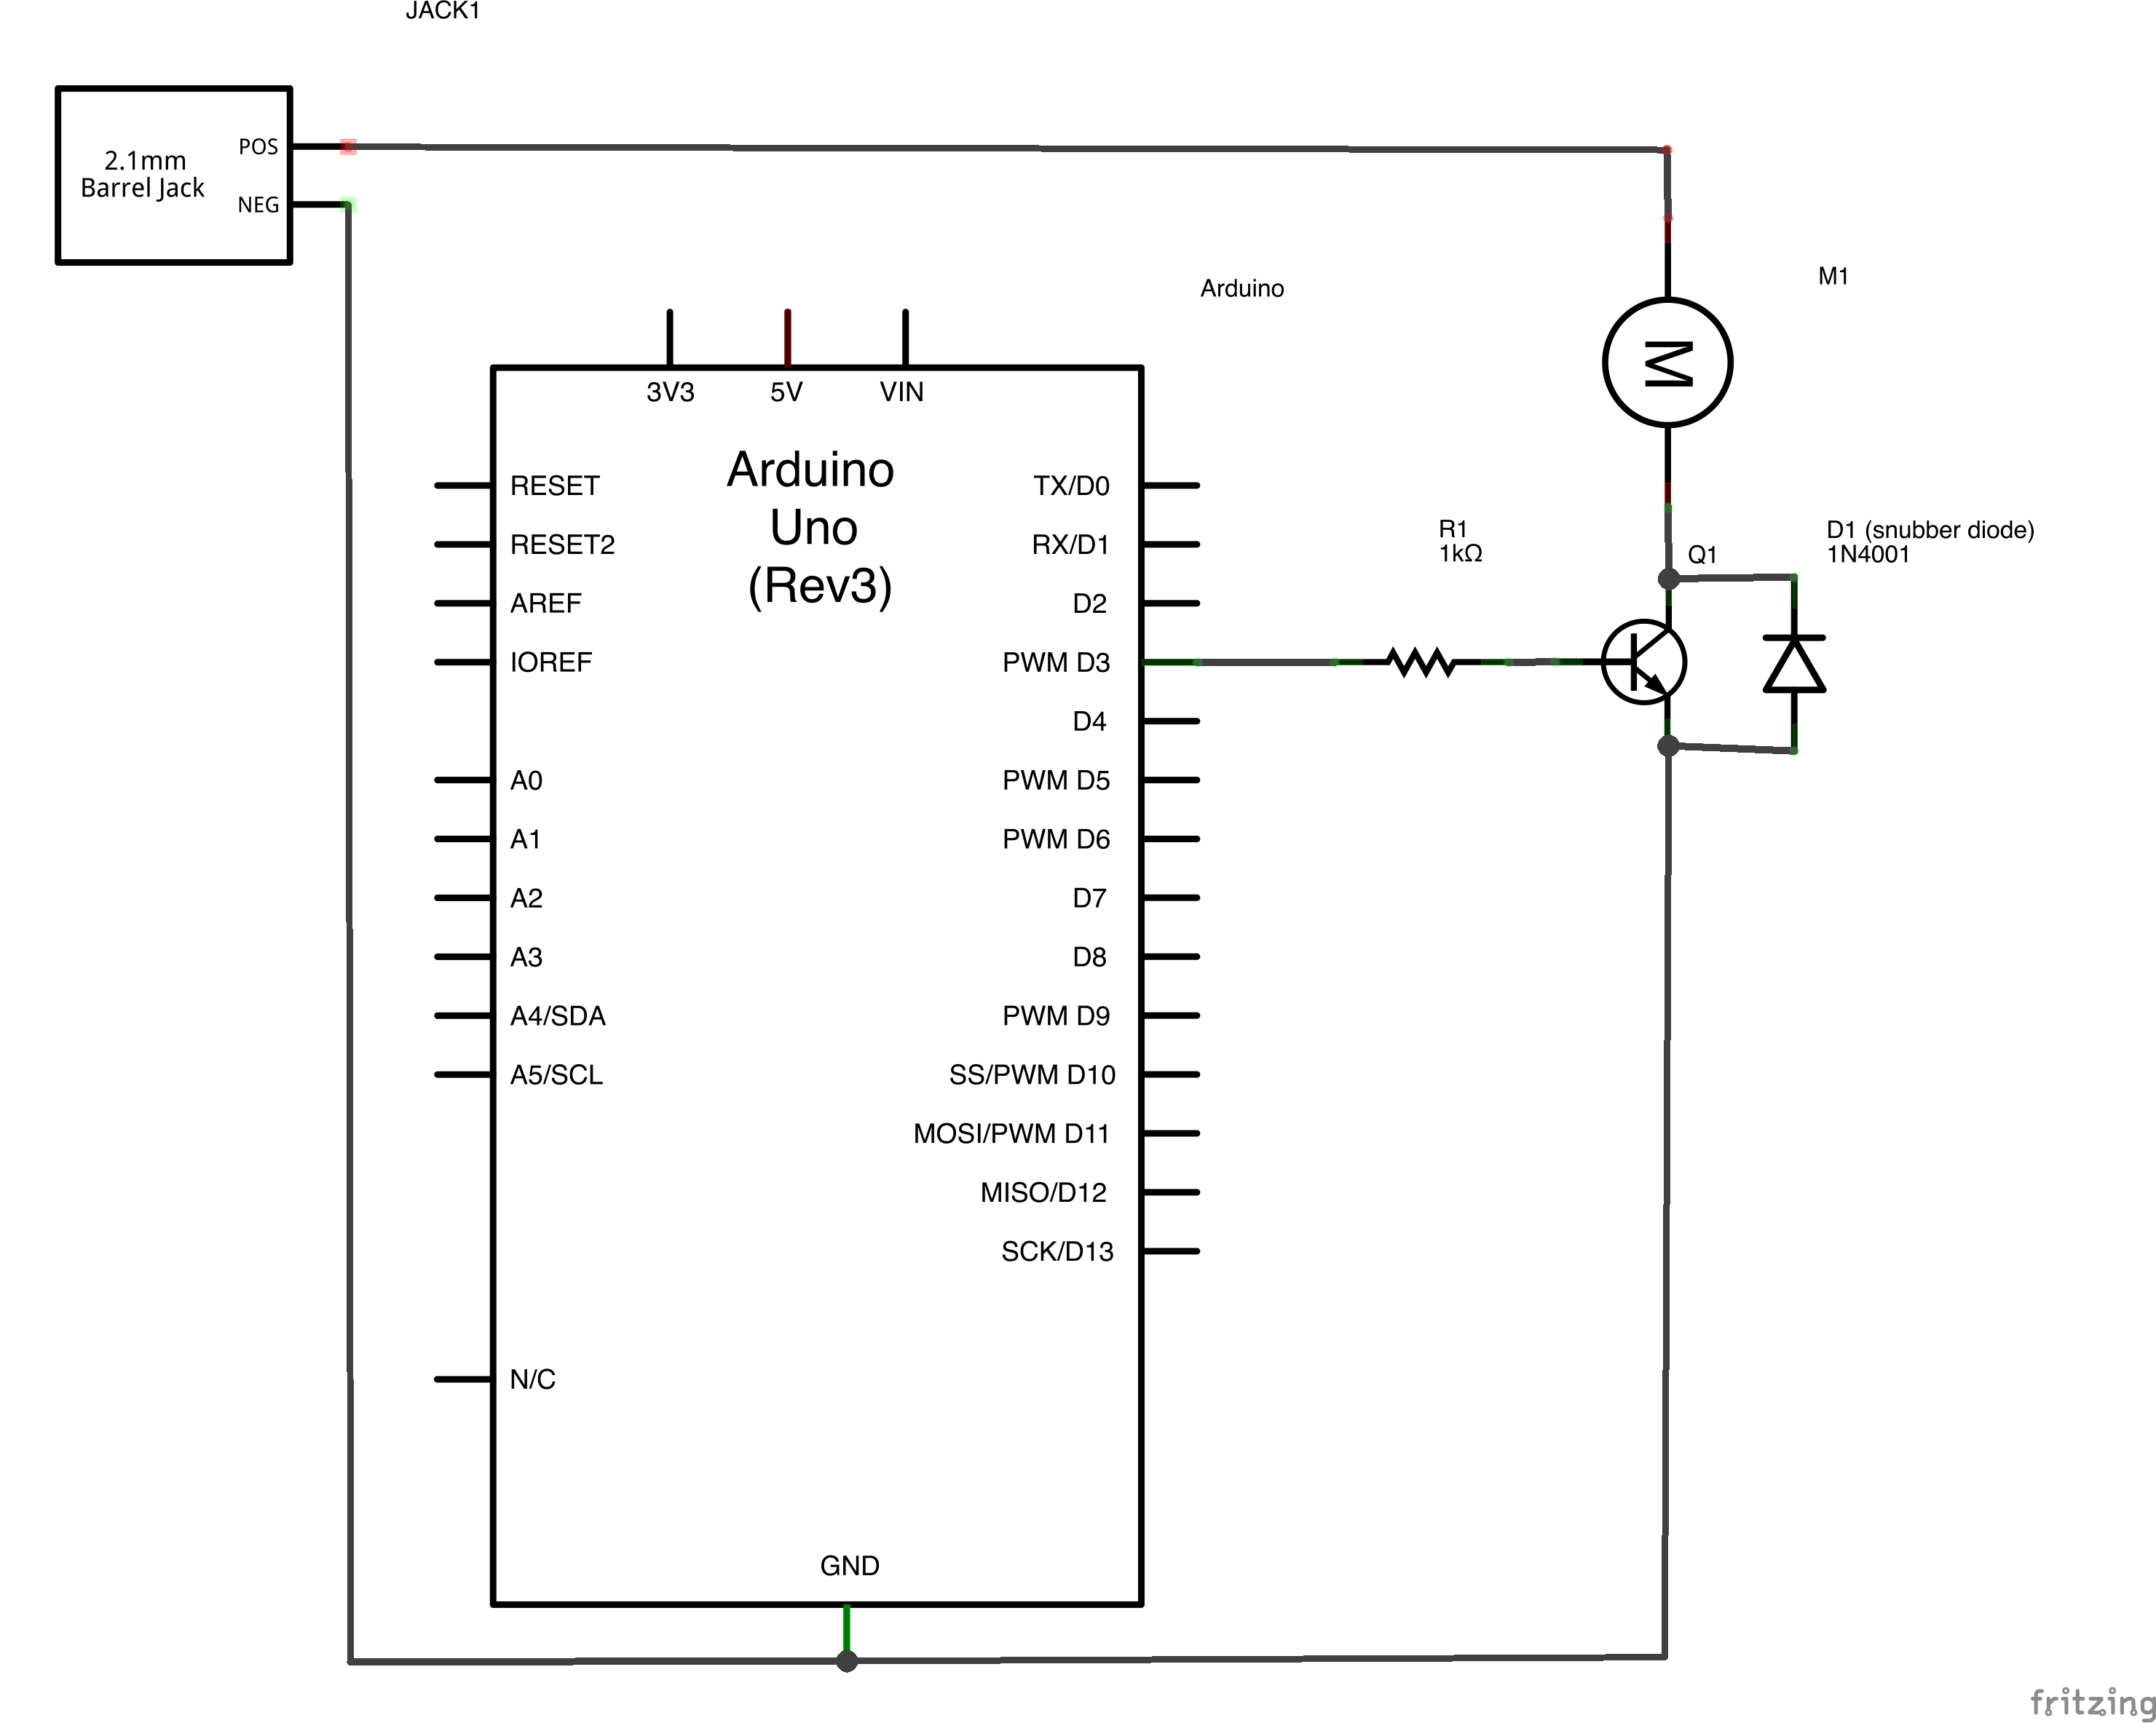 JACK1
2.1mm
Barrel Jack
POS
NEG
Arduino
M1
M
3V3
5V
VIN
Arduino
Uno
(Rev3)
RESET
RESET2
AREF
IOREF
A0
A1
A2
A3
A4/SDA
A5/SCL
N/C
TX/D0
RX/D1
D2
PWM D3
D4
PWM D5
PWM D6
D7
D8
PWM D9
SS/PWM D10
MOSI/PWM D11
MISO/D12
SCK/D13
GND
R1
1kΩ
Q1
D1 (snubber diode)
1N4001
fritzing